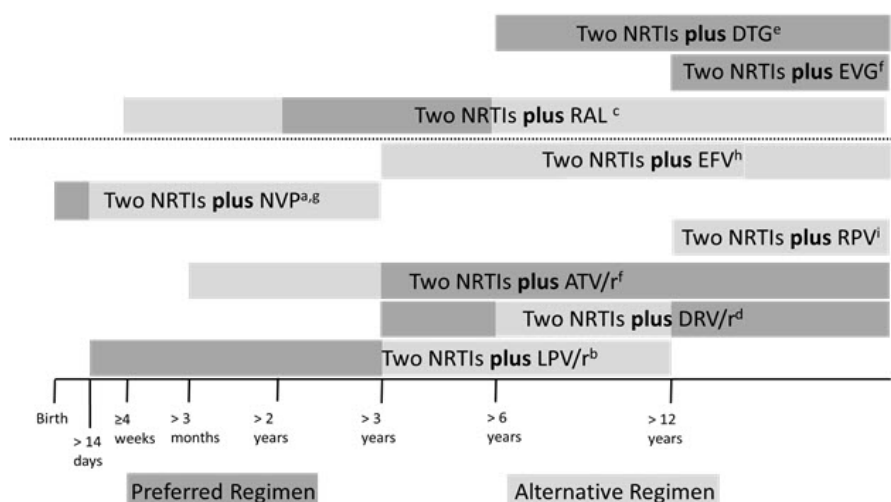 Two NRTIs plus DTGᵉ
Two NRTIs plus EVGᶠ
Two NRTIs plus RAL ᶜ
Two NRTIs plus EFVʰ
Two NRTIs plus NVPᵃ,ᵍ
Two NRTIs plus RPVⁱ
Two NRTIs plus ATV/rᶠ
Two NRTIs plus DRV/rᵈ
Two NRTIs plus LPV/rᵇ
Birth
> 14
days
≥4
weeks
> 3
months
> 2
years
> 3
years
> 6
years
> 12
years
Preferred Regimen
Alternative Regimen